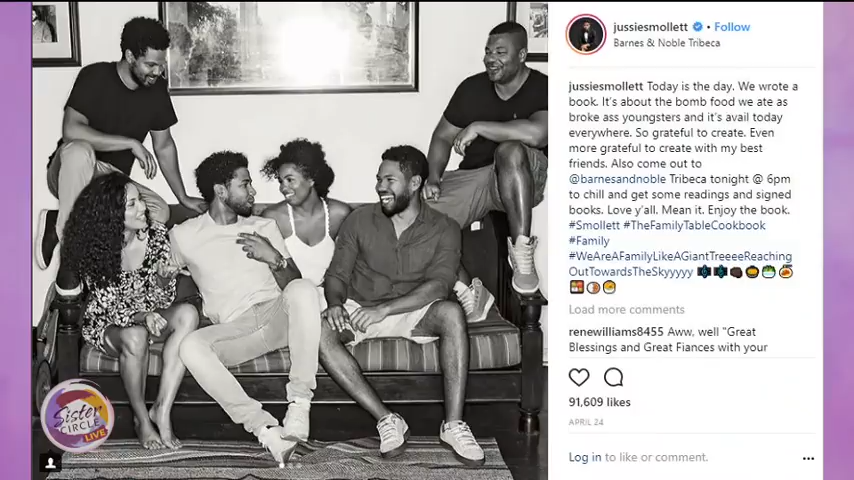 jussiesmollett • Follow
Barnes & Noble Tribeca
jussiesmollett Today is the day. We wrote a
book. It's about the bomb food we ate as
broke ass youngsters and it's avail today
everywhere. So grateful to create. Even
more grateful to create with my best
friends. Also come out to
@barnesandnoble Tribeca tonight @ 6pm
to chill and get some readings and signed
books. Love y'all. Mean it. Enjoy the book.
#Smollett #TheFamilyTableCookbook
#Family
#WeAreAFamilyLikeAGiantTreeeReaching
OutTowardsTheSkyyyyy
Load more comments
renewilliams8455 Aww, well "Great
Blessings and Great Fiances with your
91,609 likes
APRIL 24
Log in to like or comment.
Sister
CIRCLE
LIVE